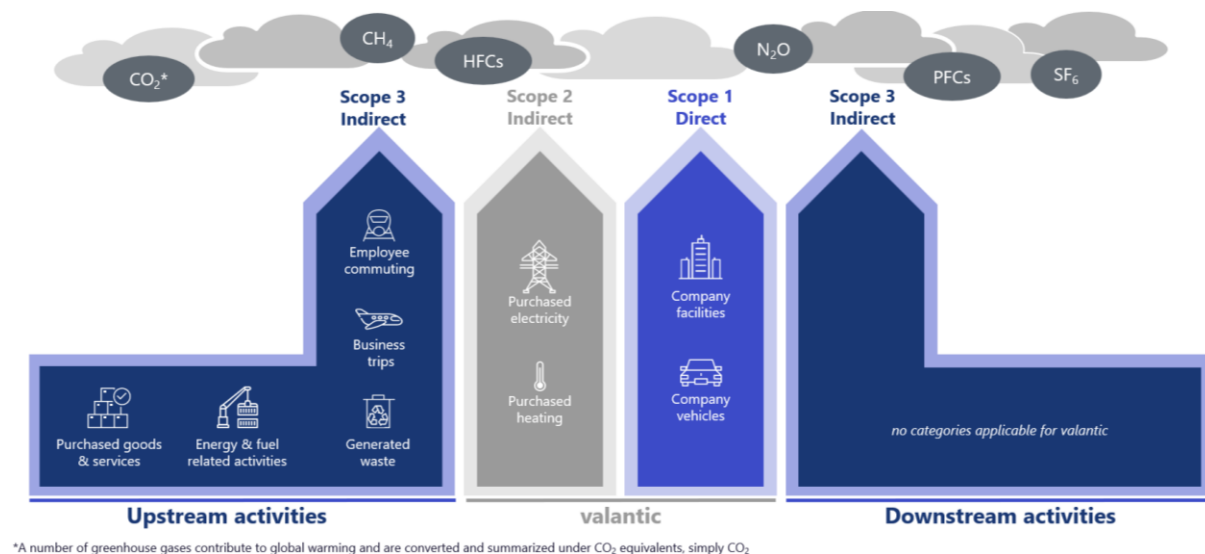 CO₂*
CH₄
HFCs
N₂O
PFCs
SF₆
Scope 3
Indirect
Scope 2
Indirect
Scope 1
Direct
Scope 3
Indirect
Employee
commuting
Business
trips
Purchased goods
& services
Energy & fuel
related activities
Generated
waste
Purchased
electricity
Purchased
heating
Company
facilities
Company
vehicles
no categories applicable for valantic
Upstream activities
valantic
Downstream activities
*A number of greenhouse gases contribute to global warming and are converted and summarized under CO₂ equivalents, simply CO₂